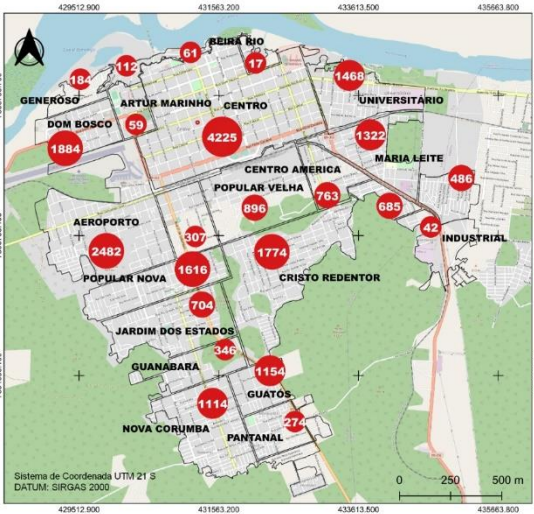 429512.900 431563.200 433613.500 435663.800
BEIRA RIO
61
112
17
184
1468
GENEROSO
ARTUR MARINHO
CENTRO
UNIVERSITARIO
DOM BOSCO
59
4225
1322
1884
MARIA LEITE
CENTRO AMERICA
486
POPULAR VELHA
763
896
685
AEROPORTO
307
42
INDUSTRIAL
2482
1616
1774
POPULAR NOVA
CRISTO REDENTOR
704
JARDIM DOS ESTADOS
346
GUANABARA
1154
GUATOS
1114
274
NOVA CORUMBA
PANTANAL
Sistema de Coordenada UTM 21 S
DATUM: SIRGAS 2000
0 250 500 m
429512.900 431563.200 433613.500 435663.800